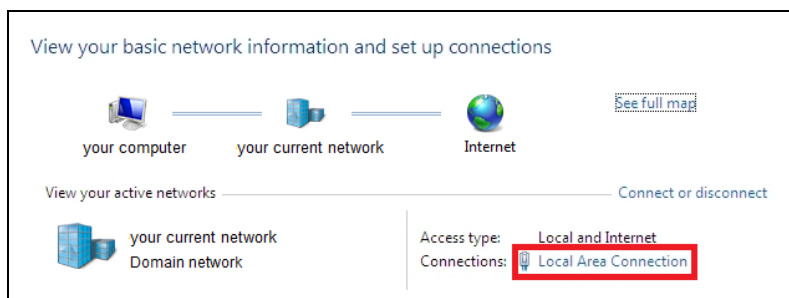 View your basic network information and set up connections
See full map
your computer your current network Internet
View your active networks Connect or disconnect
your current network
Domain network
Access type: Local and Internet
Connections: Local Area Connection